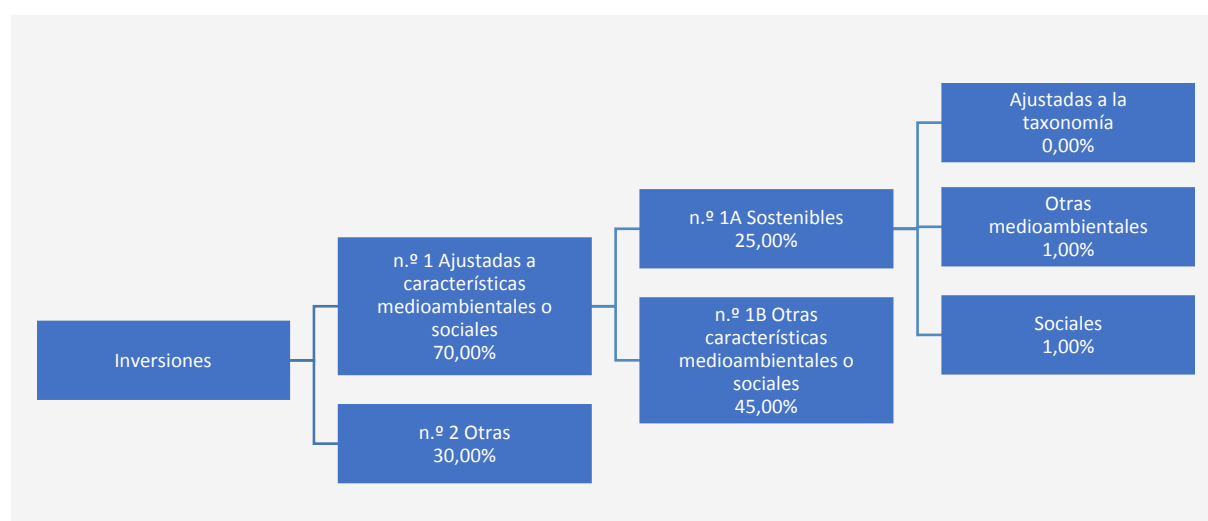 Inversiones
n.º 1 Ajustadas a
características
medioambientales o
sociales
70,00%
n.º 2 Otras
30,00%
n.º 1A Sostenibles
25,00%
n.º 1B Otras
características
medioambientales o
sociales
45,00%
Ajustadas a la
taxonomía
0,00%
Otras
medioambientales
1,00%
Sociales
1,00%